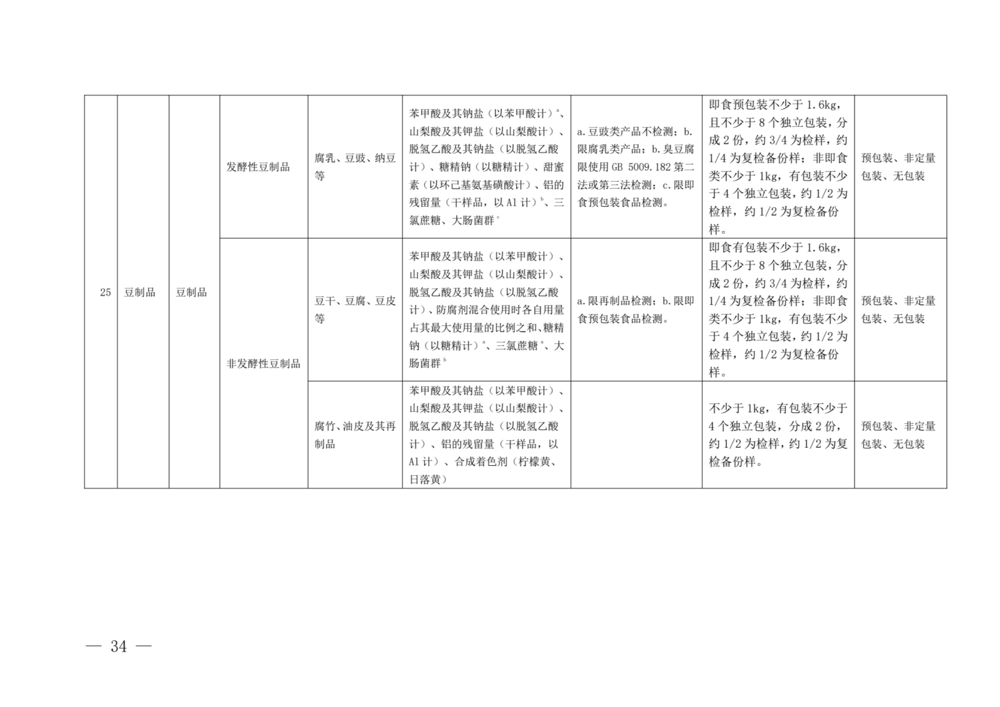 25
豆制品
豆制品
发酵性豆制品
腐乳、豆豉、纳豆
等
苯甲酸及其钠盐（以苯甲酸计）a、
山梨酸及其钾盐（以山梨酸计）、
脱氢乙酸及其钠盐（以脱氢乙酸
计）、糖精钠（以糖精计）、甜蜜
素（以环己基氨基磺酸计）、铝的
残留量（干样品，以 Al 计）b、三
氯蔗糖、大肠菌群 c
a.豆豉类产品不检测；b.
限腐乳类产品；b.臭豆腐
限使用 GB 5009.182 第二
法或第三法检测；c.限即
食预包装食品检测。
即食预包装不少于 1.6kg，
且不少于 8 个独立包装，分
成 2 份，约 3/4 为检样，约
1/4 为复检备份样；非即食
类不少于 1kg，有包装不少
于 4 个独立包装，约 1/2 为
检样，约 1/2 为复检备份
样。
预包装、非定量
包装、无包装
非发酵性豆制品
豆干、豆腐、豆皮
等
苯甲酸及其钠盐（以苯甲酸计）、
山梨酸及其钾盐（以山梨酸计）、
脱氢乙酸及其钠盐（以脱氢乙酸
计）、防腐剂混合使用时各自用量
占其最大使用量的比例之和、糖精
钠（以糖精计）a、三氯蔗糖 a、大
肠菌群 b
a.限再制品检测；b.限即
食预包装食品检测。
即食有包装不少于 1.6kg，
且不少于 8 个独立包装，分
成 2 份，约 3/4 为检样，约
1/4 为复检备份样；非即食
类不少于 1kg，有包装不少
于 4 个独立包装，约 1/2 为
检样，约 1/2 为复检备份
样。
预包装、非定量
包装、无包装
腐竹、油皮及其再
制品
苯甲酸及其钠盐（以苯甲酸计）、
山梨酸及其钾盐（以山梨酸计）、
脱氢乙酸及其钠盐（以脱氢乙酸
计）、铝的残留量（干样品，以
Al 计）、合成着色剂（柠檬黄、
日落黄）
不少于 1kg，有包装不少于
4 个独立包装，分成 2 份，
约 1/2 为检样，约 1/2 为复
检备份样。
预包装、非定量
包装、无包装
— 34 —